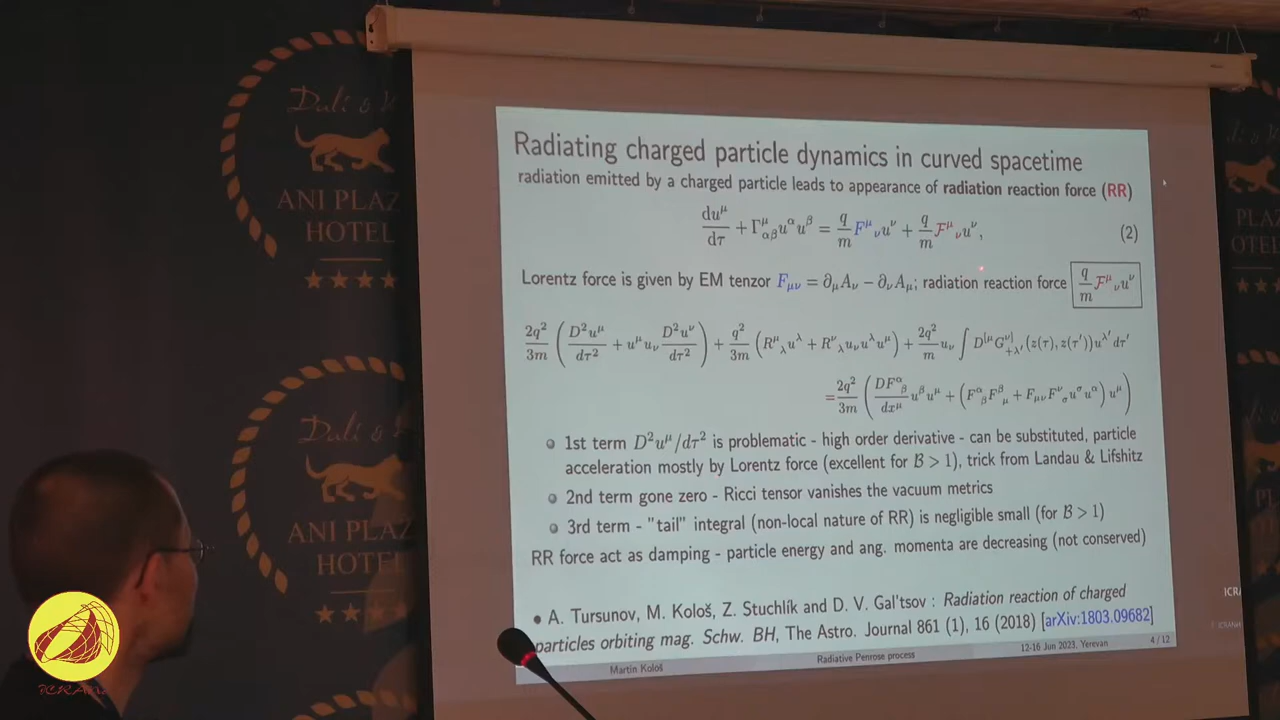 Radiating charged particle dynamics in curved spacetime
radiation emitted by a charged particle leads to appearance of radiation reaction force (RR)
du^μ/dτ + Γ^μ_αβ u^α u^β = q/m F^μ_ν u^ν + q/m ℱ^μ_ν u^ν, (2)
Lorentz force is given by EM tenzor F_μν = ∂_μ A_ν − ∂_ν A_μ; radiation reaction force q/m ℱ^μ_ν u^ν
2q²/3m (D²u^μ/dτ² + u^μ u_ν D²u^ν/dτ²) + q²/3m (R^μ_λ u^λ + R^ν_λ u_ν u^λ u^μ) + 2q²/m u_ν ∫ D^[μ G^ν]_+λ′ (z(τ), z(τ′)) u^λ′ dτ′
= 2q²/3m (DF^α_β/dx^μ u^β u^μ + (F^α_β F^β_μ + F_μν F^ν_σ u^σ u^α) u^μ)
1st term D²u^μ/dτ² is problematic - high order derivative - can be substituted, particle
acceleration mostly by Lorentz force (excellent for ℬ > 1), trick from Landau & Lifshitz
2nd term gone zero - Ricci tensor vanishes the vacuum metrics
3rd term - "tail" integral (non-local nature of RR) is negligible small (for ℬ > 1)
RR force act as damping - particle energy and ang. momenta are decreasing (not conserved)
• A. Tursunov, M. Kološ, Z. Stuchlík and D. V. Gal'tsov : Radiation reaction of charged
particles orbiting mag. Schw. BH, The Astro. Journal 861 (1), 16 (2018) [arXiv:1803.09682]
Martin Kološ Radiative Penrose process 12-16 Jun 2023, Yerevan 4 / 12
ANI PLAZ
HOTEL
ANI PLAZ
HOTEL
PLAZ
OTEL
ICRANet